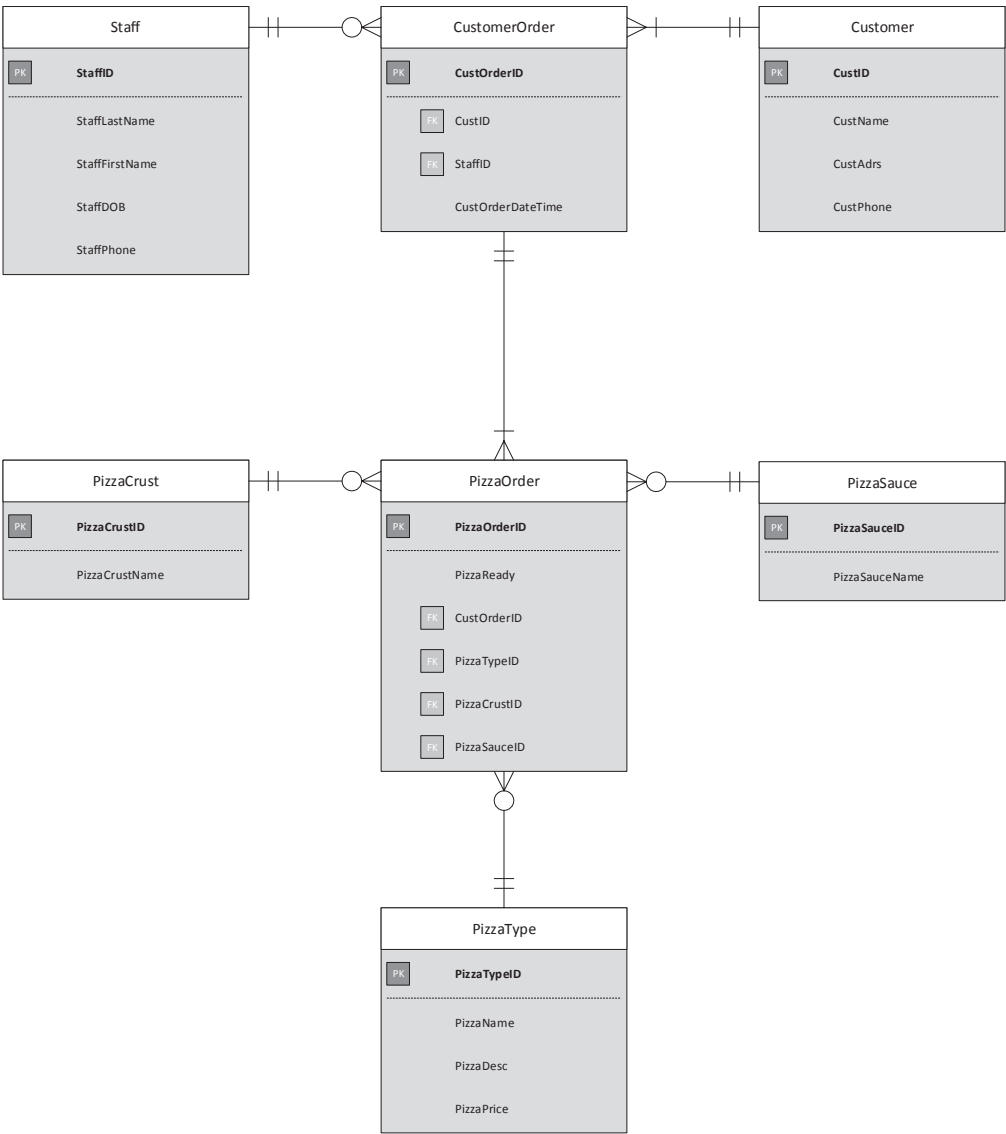 Staff
PK StaffID
StaffLastName
StaffFirstName
StaffDOB
StaffPhone
CustomerOrder
PK CustOrderID
FK CustID
FK StaffID
CustOrderDateTime
Customer
PK CustID
CustName
CustAdrs
CustPhone
PizzaCrust
PK PizzaCrustID
PizzaCrustName
PizzaOrder
PK PizzaOrderID
PizzaReady
FK CustOrderID
FK PizzaTypeID
FK PizzaCrustID
FK PizzaSauceID
PizzaSauce
PK PizzaSauceID
PizzaSauceName
PizzaType
PK PizzaTypeID
PizzaName
PizzaDesc
PizzaPrice